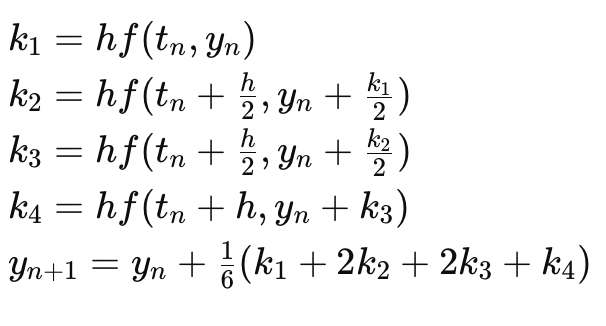 k₁ = hf(tₙ, yₙ)
k₂ = hf(tₙ + h/2, yₙ + k₁/2)
k₃ = hf(tₙ + h/2, yₙ + k₂/2)
k₄ = hf(tₙ + h, yₙ + k₃)
yₙ₊₁ = yₙ + 1/6(k₁ + 2k₂ + 2k₃ + k₄)